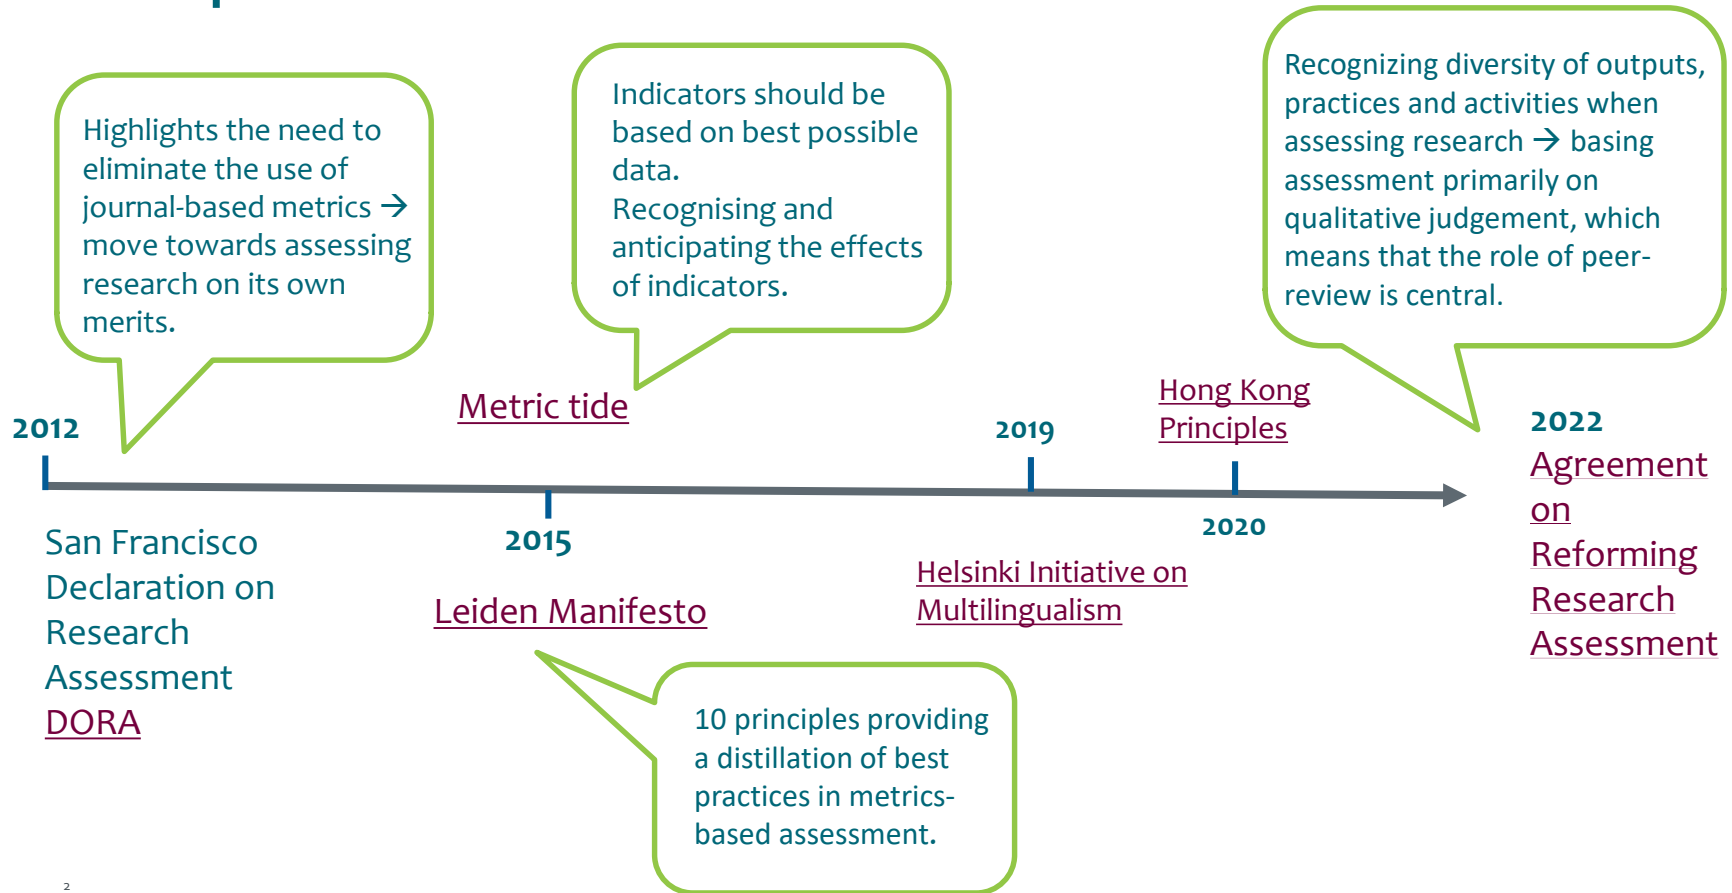 Highlights the need to
eliminate the use of
journal-based metrics →
move towards assessing
research on its own
merits.
Indicators should be
based on best possible
data.
Recognising and
anticipating the effects
of indicators.
Recognizing diversity of outputs,
practices and activities when
assessing research → basing
assessment primarily on
qualitative judgement, which
means that the role of peer-
review is central.
2012
San Francisco
Declaration on
Research
Assessment
DORA
Metric tide
2015
Leiden Manifesto
10 principles providing
a distillation of best
practices in metrics-
based assessment.
2019
Helsinki Initiative on
Multilingualism
Hong Kong
Principles
2020
2022
Agreement
on
Reforming
Research
Assessment
2